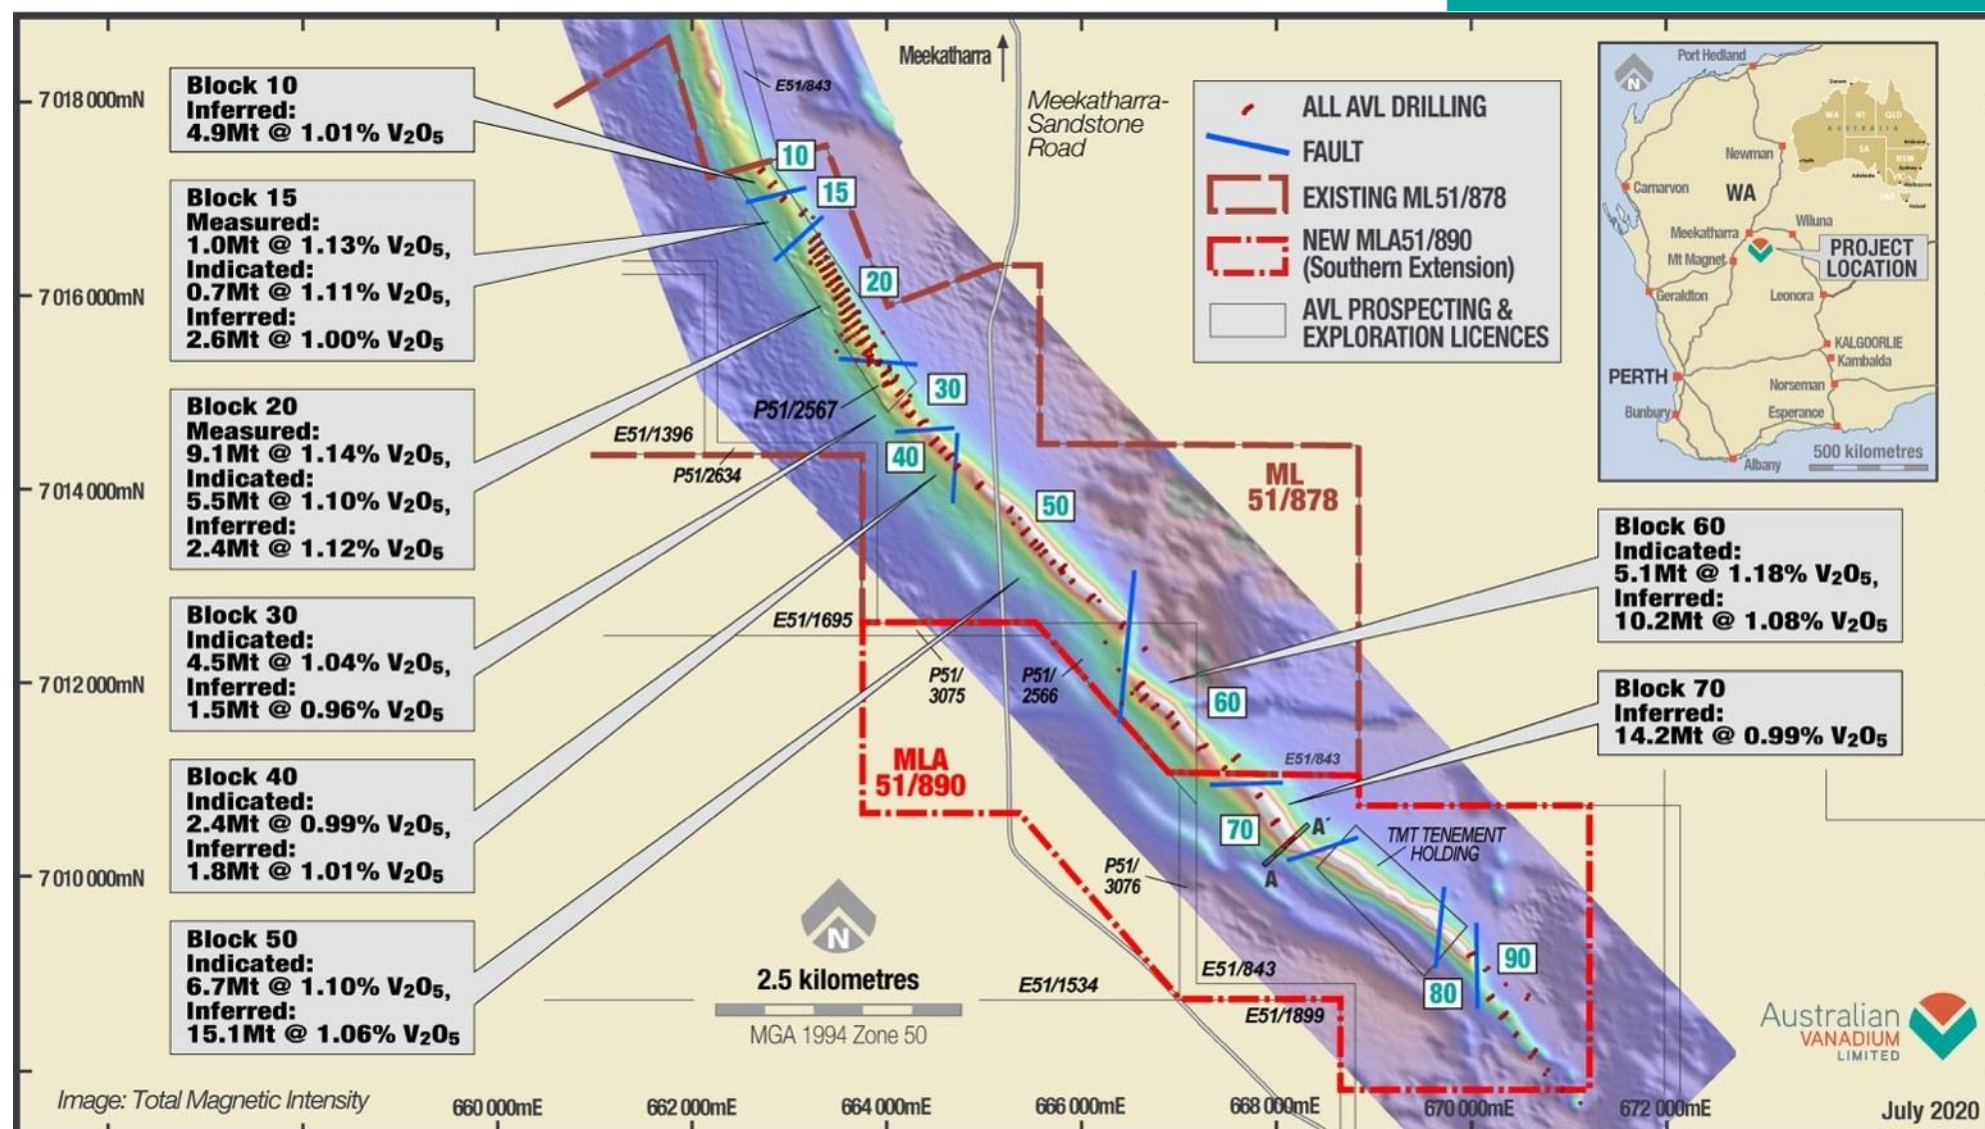 Block 10
Inferred:
4.9Mt @ 1.01% V₂O₅
Block 15
Measured:
1.0Mt @ 1.13% V₂O₅,
Indicated:
0.7Mt @ 1.11% V₂O₅,
Inferred:
2.6Mt @ 1.00% V₂O₅
Block 20
Measured:
9.1Mt @ 1.14% V₂O₅,
Indicated:
5.5Mt @ 1.10% V₂O₅,
Inferred:
2.4Mt @ 1.12% V₂O₅
Block 30
Indicated:
4.5Mt @ 1.04% V₂O₅,
Inferred:
1.5Mt @ 0.96% V₂O₅
Block 40
Indicated:
2.4Mt @ 0.99% V₂O₅,
Inferred:
1.8Mt @ 1.01% V₂O₅
Block 50
Indicated:
6.7Mt @ 1.10% V₂O₅,
Inferred:
15.1Mt @ 1.06% V₂O₅
7 018 000mN
7 016 000mN
7 014 000mN
7 012 000mN
7 010 000mN
Meekatharra
Meekatharra-
Sandstone
Road
E51/843
10
15
20
30
40
50
60
70
80
90
P51/2567
E51/1396
P51/2634
E51/1695
P51/
3075
P51/
2566
ML
51/878
MLA
51/890
E51/843
A´
A
TMT TENEMENT
HOLDING
P51/
3076
E51/843
E51/1534
E51/1899
ALL AVL DRILLING
FAULT
EXISTING ML51/878
NEW MLA51/890
(Southern Extension)
AVL PROSPECTING &
EXPLORATION LICENCES
N
Port Hedland
Newman
Carnarvon
WA
Wiluna
Meekatharra
PROJECT
LOCATION
Mt Magnet
Geraldton
Leonora
KALGOORLIE
Kambalda
PERTH
Norseman
Bunbury
Esperance
Albany
500 kilometres
Darwin
WA
NT
QLD
AUSTRALIA
SA
NSW
Perth
Adelaide
Sydney
Melbourne
Hobart
Block 60
Indicated:
5.1Mt @ 1.18% V₂O₅,
Inferred:
10.2Mt @ 1.08% V₂O₅
Block 70
Inferred:
14.2Mt @ 0.99% V₂O₅
N
2.5 kilometres
MGA 1994 Zone 50
Australian
VANADIUM
LIMITED
Image: Total Magnetic Intensity
660 000mE
662 000mE
664 000mE
666 000mE
668 000mE
670 000mE
672 000mE
July 2020